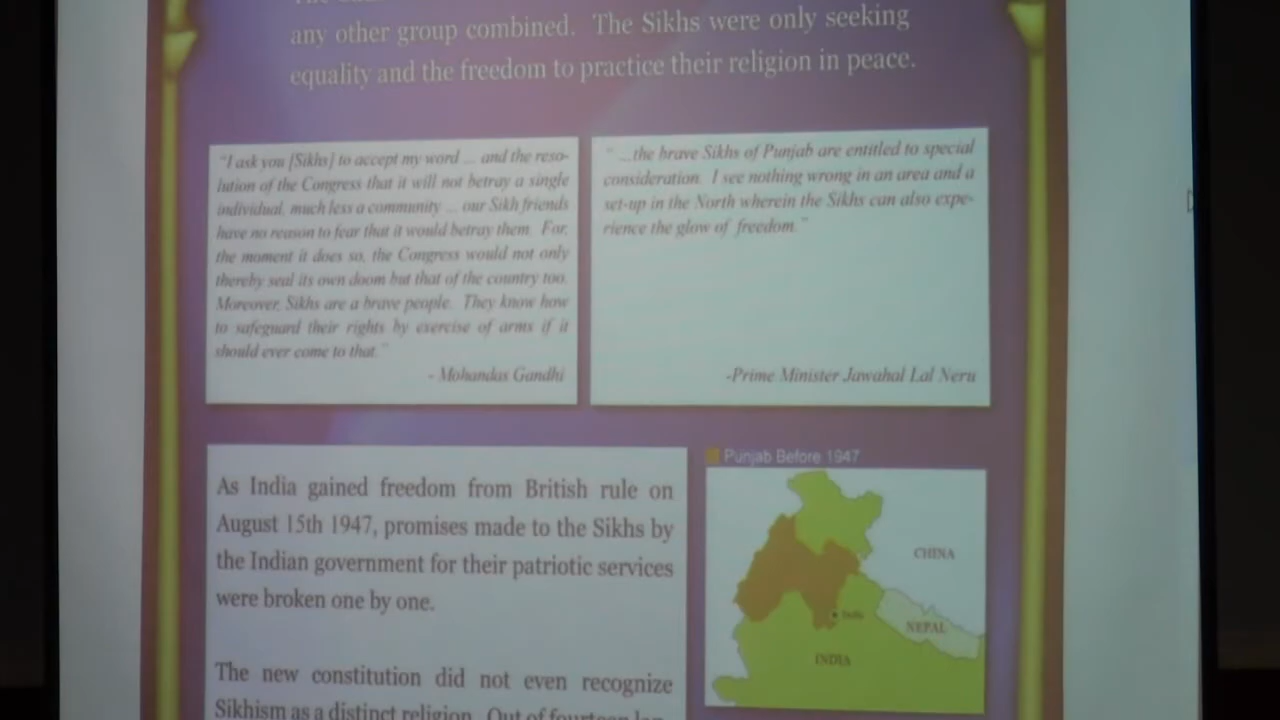 any other group combined. The Sikhs were only seeking
equality and the freedom to practice their religion in peace.
"I ask you [Sikhs] to accept my word ... and the reso-
lution of the Congress that it will not betray a single
individual, much less a community ... our Sikh friends
have no reason to fear that it would betray them. For,
the moment it does so, the Congress would not only
thereby seal its own doom but that of the country too.
Moreover, Sikhs are a brave people. They know how
to safeguard their rights by exercise of arms if it
should ever come to that."
- Mohandas Gandhi
"...the brave Sikhs of Punjab are entitled to special
consideration. I see nothing wrong in an area and a
set-up in the North wherein the Sikhs can also expe-
rience the glow of freedom."
-Prime Minister Jawahal Lal Neru
As India gained freedom from British rule on
August 15th 1947, promises made to the Sikhs by
the Indian government for their patriotic services
were broken one by one.
The new constitution did not even recognize
Sikhism as a distinct religion. Out of fourteen
Punjab Before 1947
CHINA
Delhi
NEPAL
INDIA